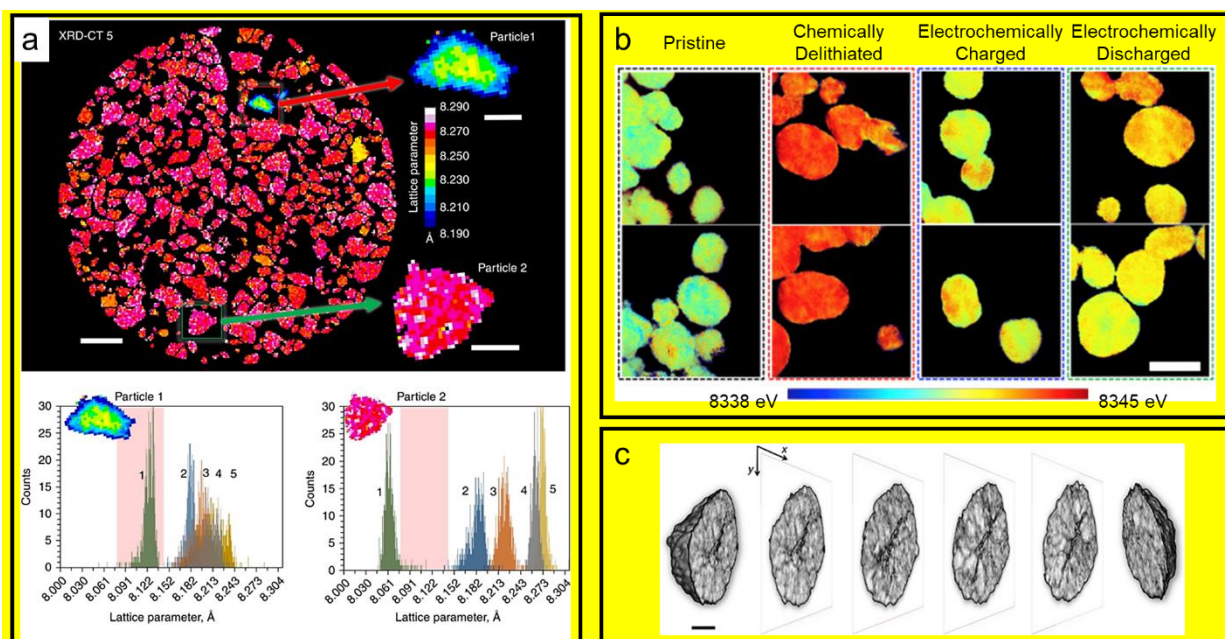 a
XRD-CT 5
Particle1
8.290
8.270
8.250
8.230
8.210
8.190
Lattice parameter
Å
Particle 2
Particle 1
30
25
20
15
10
5
0
Counts
1
2
3
4
5
8.000
8.030
8.061
8.091
8.122
8.152
8.182
8.213
8.243
8.273
8.304
Lattice parameter, Å
Particle 2
30
25
20
15
10
5
0
Counts
1
2
3
4
5
8.000
8.030
8.061
8.091
8.122
8.152
8.182
8.213
8.243
8.273
8.304
Lattice parameter, Å
b
Pristine
Chemically
Delithiated
Electrochemically
Charged
Electrochemically
Discharged
8338 eV
8345 eV
c
x
y